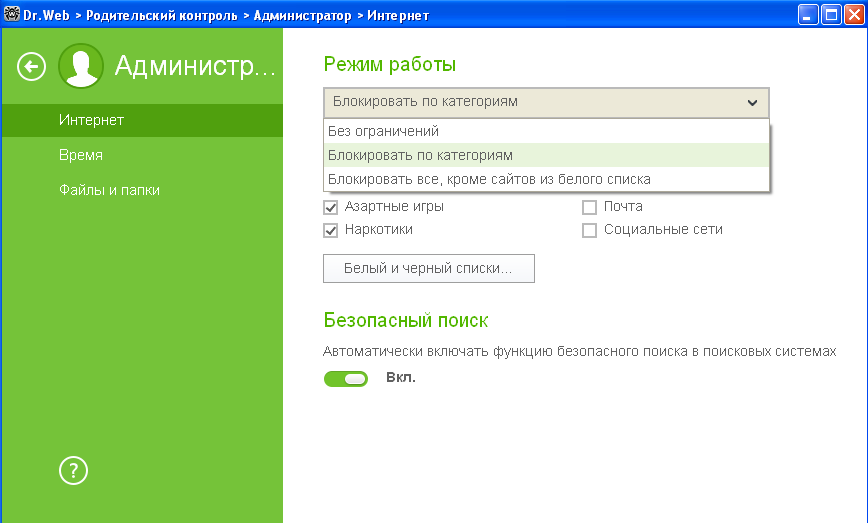 Dr.Web > Родительский контроль > Администратор > Интернет
Администр...
Интернет
Время
Файлы и папки
?
Режим работы
Блокировать по категориям
Без ограничений
Блокировать по категориям
Блокировать все, кроме сайтов из белого списка
Азартные игры
Почта
Наркотики
Социальные сети
Белый и черный списки...
Безопасный поиск
Автоматически включать функцию безопасного поиска в поисковых системах
Вкл.